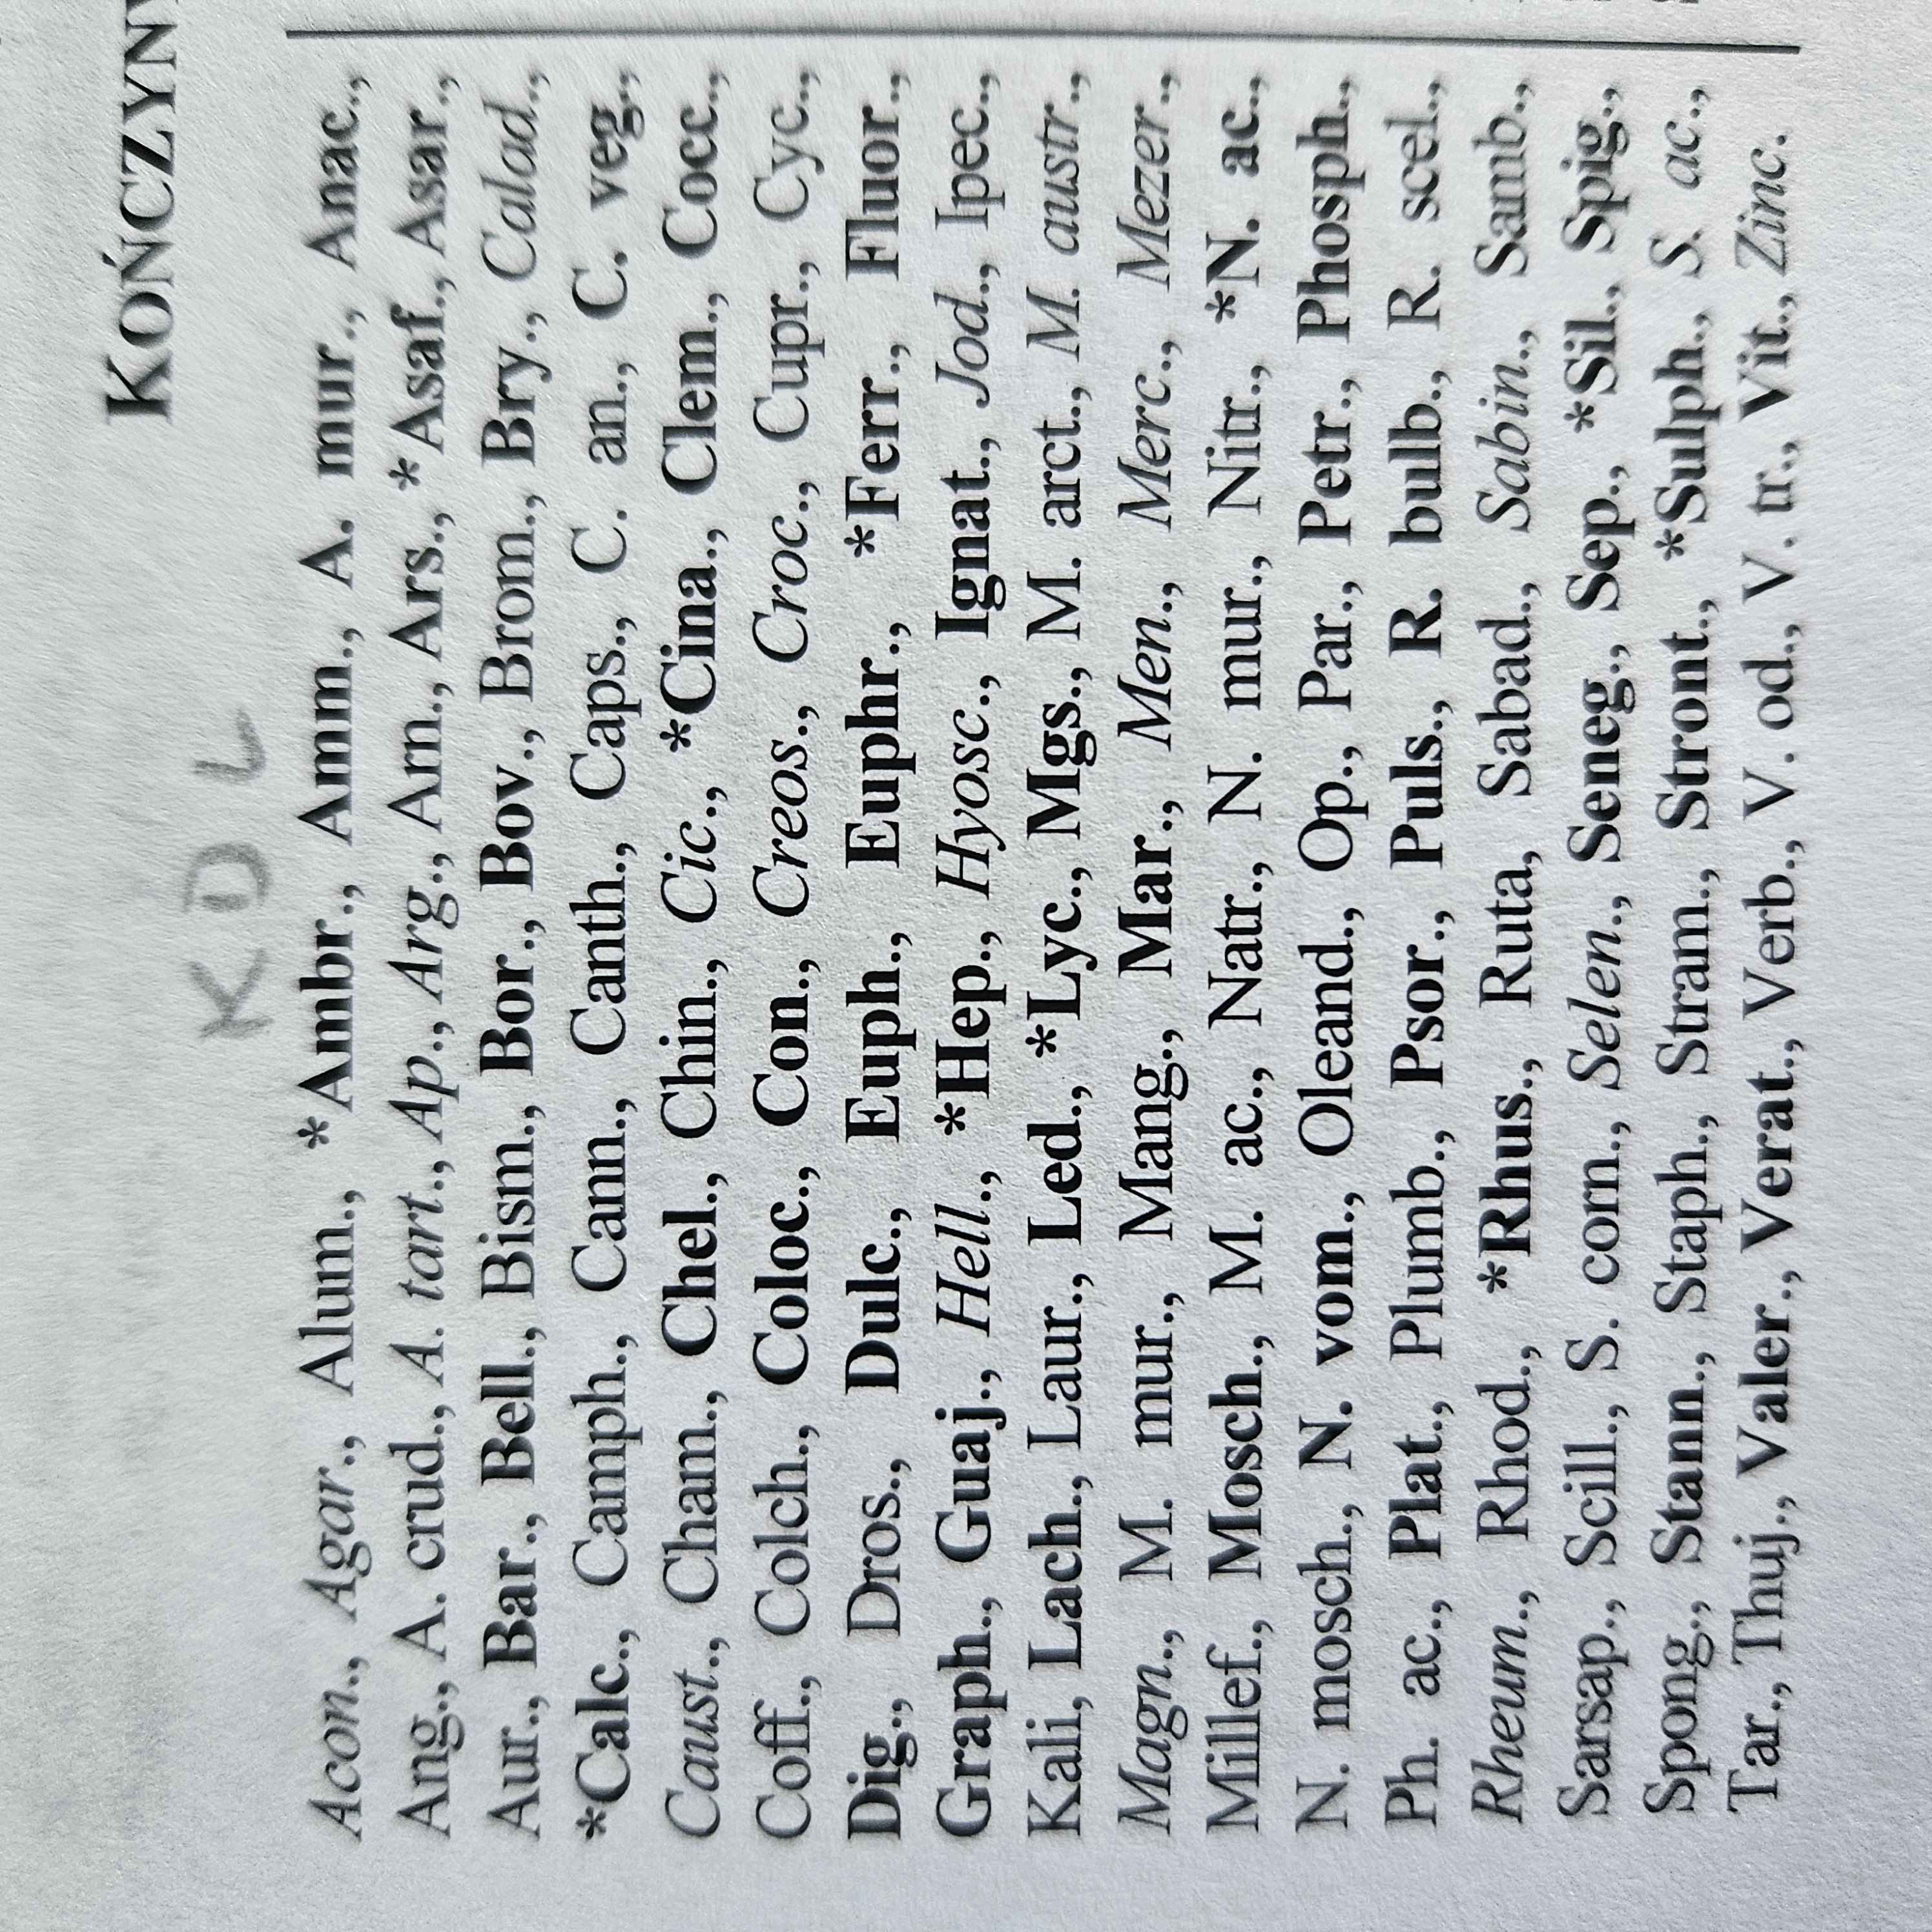 KOŃCZYNY
K D L
Acon., Agar., Alum., *Ambr., Amm., A. mur., Anac.,
Ang., A. crud., A. tart., Ap., Arg., Arn., Ars., *Asaf., Asar.,
Aur., Bar., Bell., Bism., Bor., Bov., Brom., Bry., Calad.,
*Calc., Camph., Cann., Canth., Caps., C. an., C. veg.,
Caust., Cham., Chel., Chin., Cic., *Cina., Clem., Cocc.,
Coff., Colch., Coloc., Con., Creos., Croc., Cupr., Cyc.,
Dig., Dros., Dulc., Euph., Euphr., *Ferr., Fluor.,
Graph., Guaj., Hell., *Hep., Hyosc., Ignat., Jod., Ipec.,
Kali, Lach., Laur., Led., *Lyc., Mgs., M. arct., M. austr.,
Magn., M. mur., Mang., Mar., Men., Merc., Mezer.,
Millef., Mosch., M. ac., Natr., N. mur., Nitr., *N. ac.,
N. mosch., N. vom., Oleand., Op., Par., Petr., Phosph.,
Ph. ac., Plat., Plumb., Psor., Puls., R. bulb., R. scel.,
Rheum., Rhod., *Rhus., Ruta, Sabad., Sabin., Samb.,
Sarsap., Scill., S. corn., Selen., Seneg., Sep., *Sil., Spig.,
Spong., Stann., Staph., Stram., Stront., *Sulph., S. ac.,
Tar., Thuj., Valer., Verat., Verb., V. od., V. tr., Vit., Zinc.